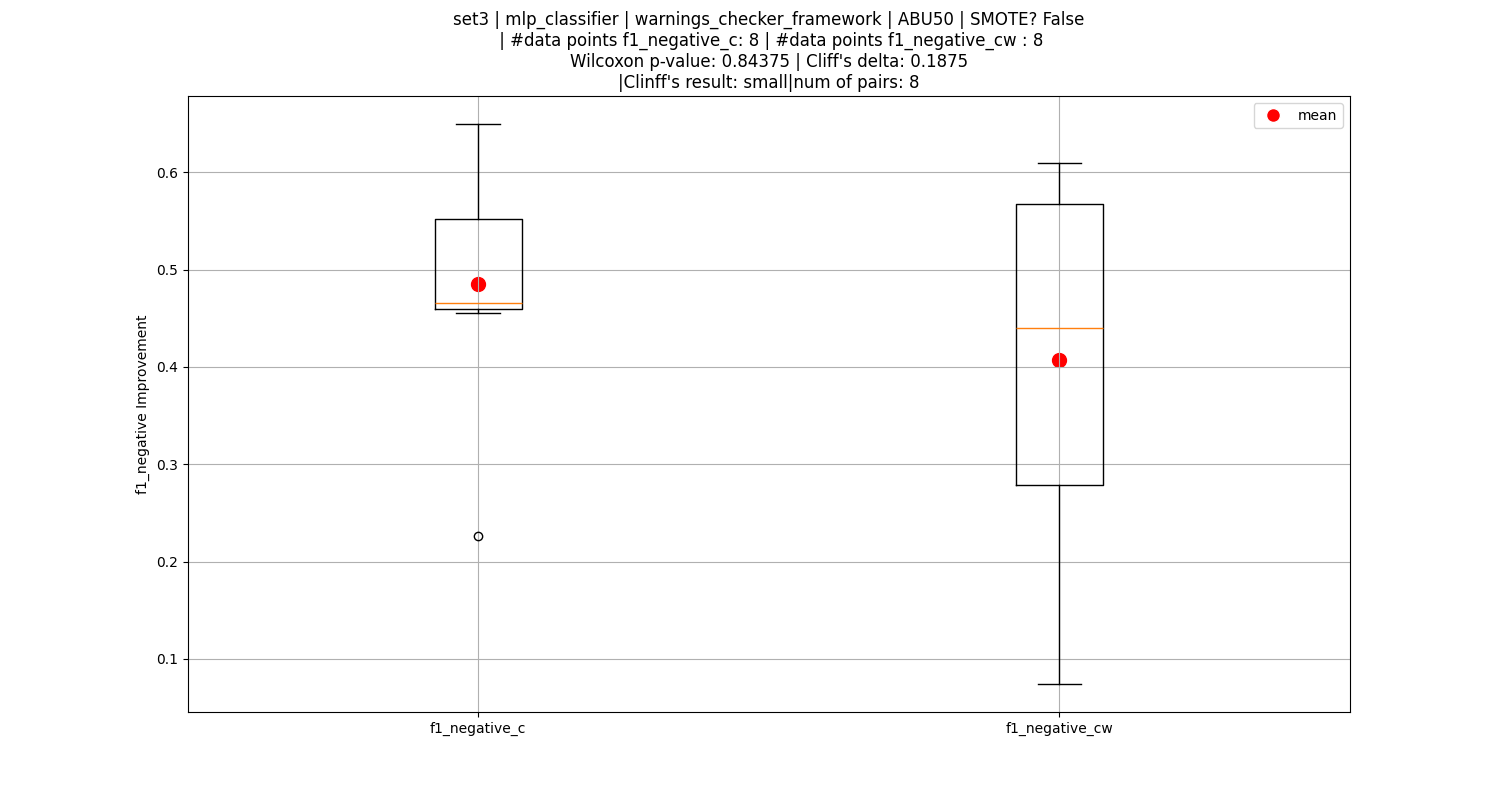 set3 | mlp_classifier | warnings_checker_framework | ABU50 | SMOTE? False
| #data points f1_negative_c: 8 | #data points f1_negative_cw : 8
Wilcoxon p-value: 0.84375 | Cliff's delta: 0.1875
|Clinff's result: small|num of pairs: 8
mean
0.6
0.5
0.4
0.3
0.2
0.1
f1_negative Improvement
f1_negative_c
f1_negative_cw